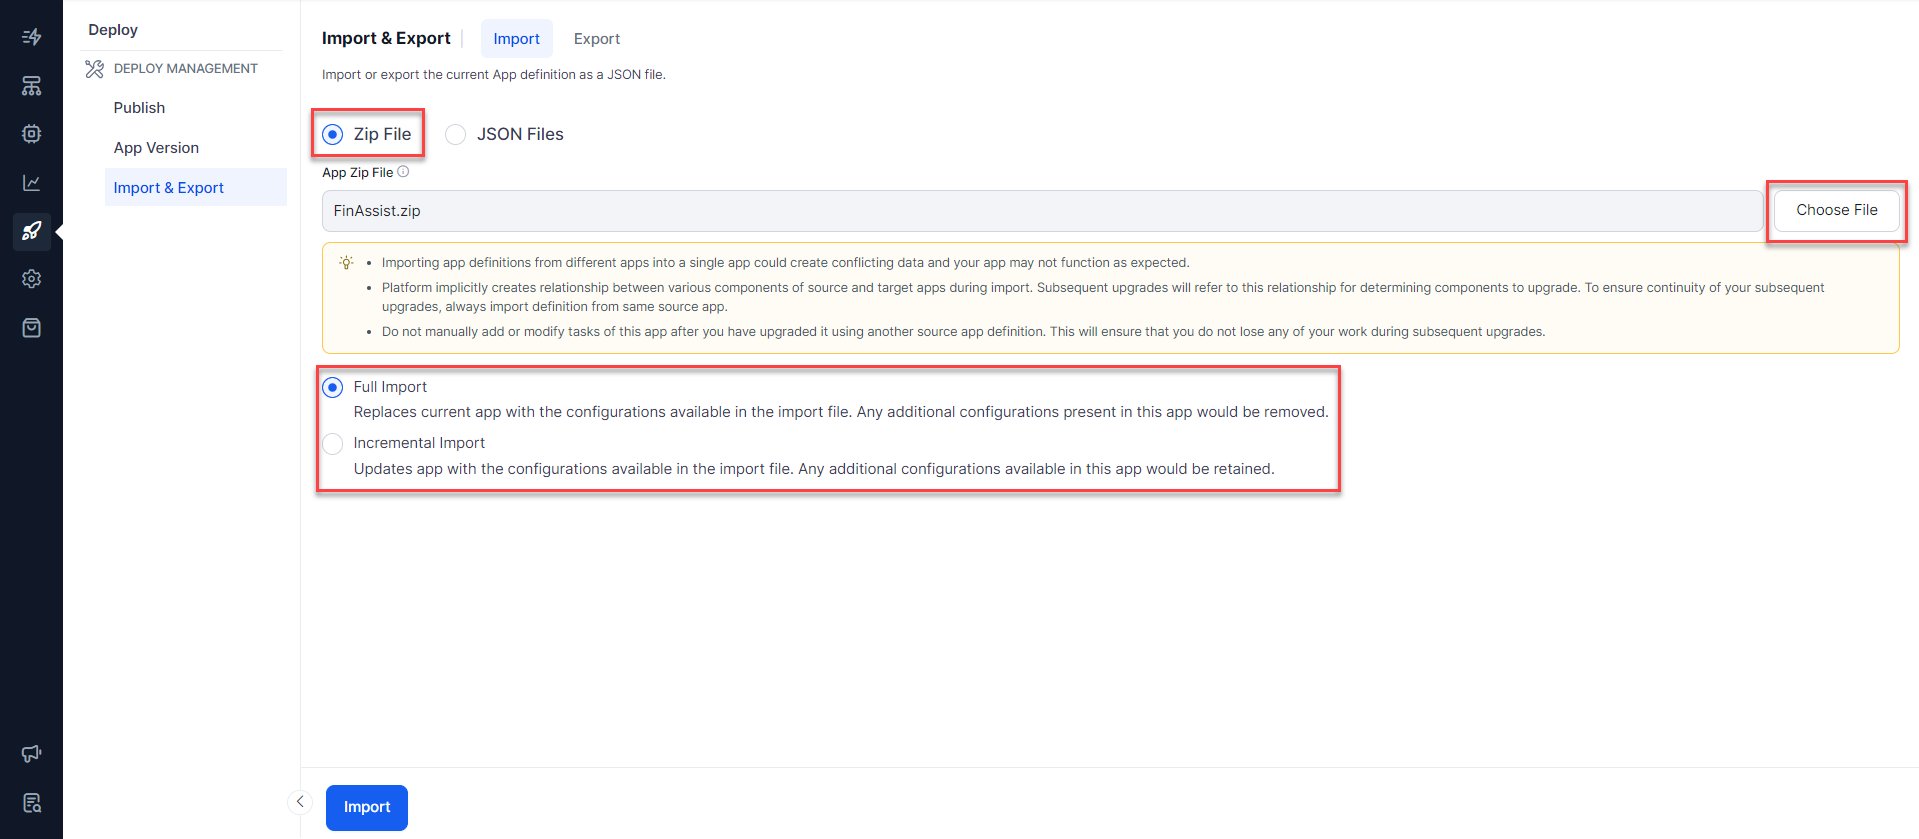 Deploy
DEPLOY MANAGEMENT
Publish
App Version
Import & Export
Import & Export
Import
Export
Import or export the current App definition as a JSON file.
Zip File
JSON Files
App Zip File
FinAssist.zip
Choose File
• Importing app definitions from different apps into a single app could create conflicting data and your app may not function as expected.
• Platform implicitly creates relationship between various components of source and target apps during import. Subsequent upgrades will refer to this relationship for determining components to upgrade. To ensure continuity of your subsequent
upgrades, always import definition from same source app.
• Do not manually add or modify tasks of this app after you have upgraded it using another source app definition. This will ensure that you do not lose any of your work during subsequent upgrades.
Full Import
Replaces current app with the configurations available in the import file. Any additional configurations present in this app would be removed.
Incremental Import
Updates app with the configurations available in the import file. Any additional configurations available in this app would be retained.
Import